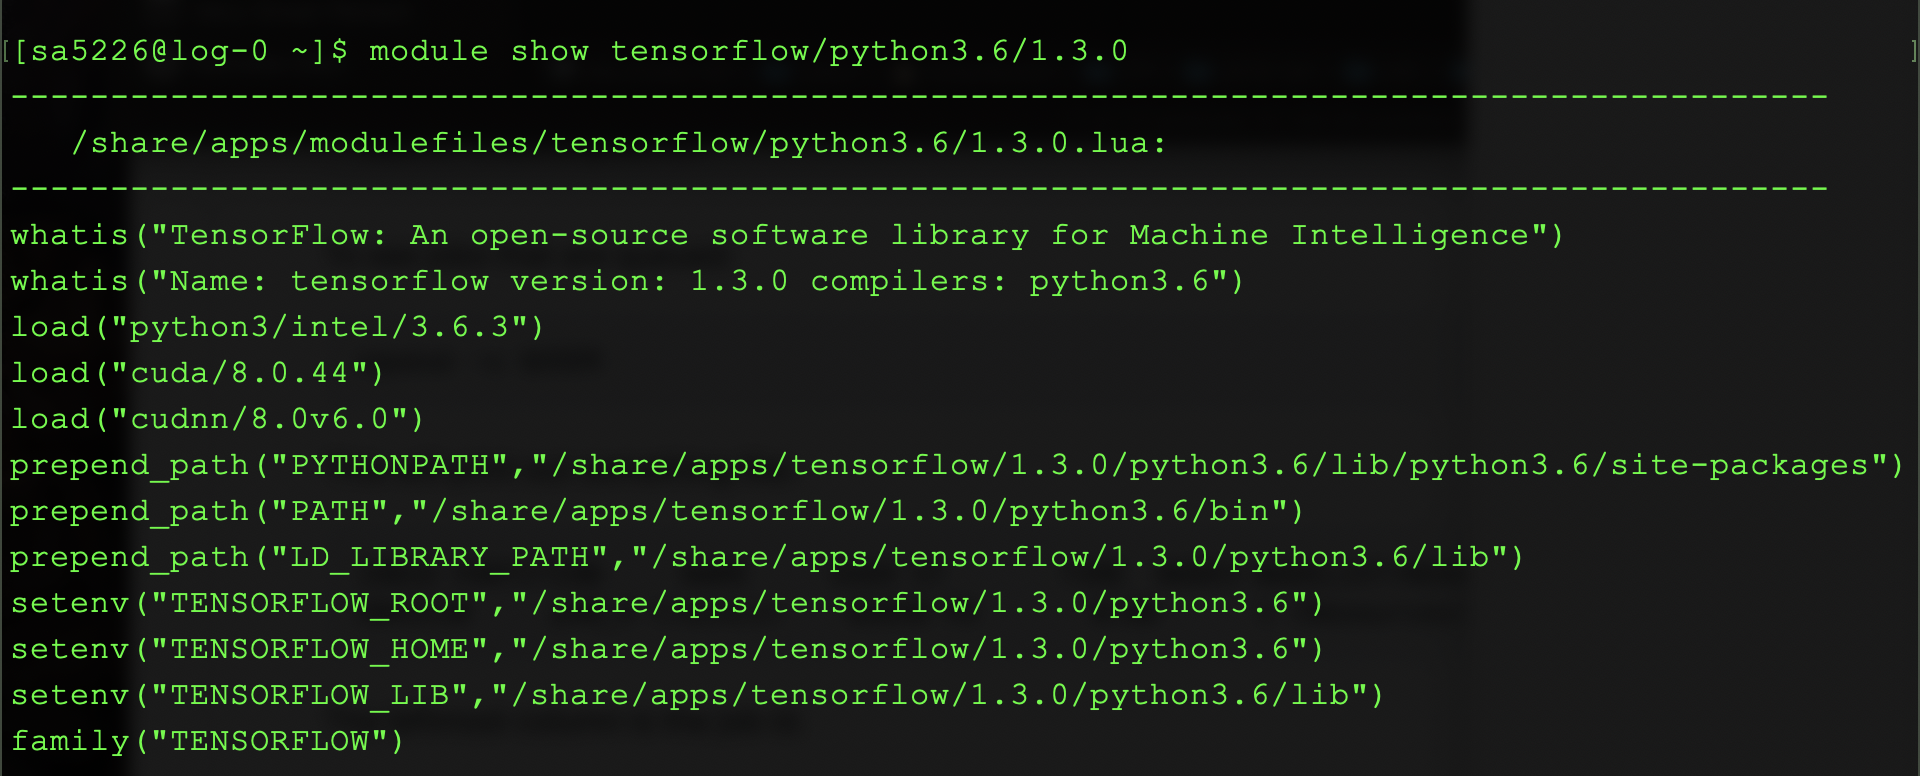 [[sa5226@log-0 ~]$ module show tensorflow/python3.6/1.3.0 ]
-------------------------------------------------------------------------------------------
   /share/apps/modulefiles/tensorflow/python3.6/1.3.0.lua:
-------------------------------------------------------------------------------------------
whatis("TensorFlow: An open-source software library for Machine Intelligence")
whatis("Name: tensorflow version: 1.3.0 compilers: python3.6")
load("python3/intel/3.6.3")
load("cuda/8.0.44")
load("cudnn/8.0v6.0")
prepend_path("PYTHONPATH","/share/apps/tensorflow/1.3.0/python3.6/lib/python3.6/site-packages")
prepend_path("PATH","/share/apps/tensorflow/1.3.0/python3.6/bin")
prepend_path("LD_LIBRARY_PATH","/share/apps/tensorflow/1.3.0/python3.6/lib")
setenv("TENSORFLOW_ROOT","/share/apps/tensorflow/1.3.0/python3.6")
setenv("TENSORFLOW_HOME","/share/apps/tensorflow/1.3.0/python3.6")
setenv("TENSORFLOW_LIB","/share/apps/tensorflow/1.3.0/python3.6/lib")
family("TENSORFLOW")